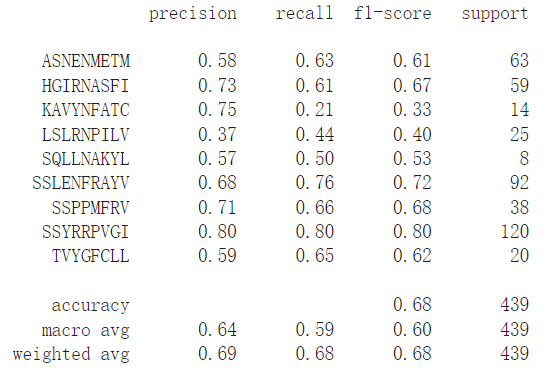 precision recall f1-score support
ASNENMETM 0.58 0.63 0.61 63
HGIRNASFI 0.73 0.61 0.67 59
KAVYNFATC 0.75 0.21 0.33 14
LSLRNPILV 0.37 0.44 0.40 25
SQLLNAKYL 0.57 0.50 0.53 8
SSLENFRAYV 0.68 0.76 0.72 92
SSPPMFRV 0.71 0.66 0.68 38
SSYRRPVGI 0.80 0.80 0.80 120
TVYGFCLL 0.59 0.65 0.62 20
accuracy 0.68 439
macro avg 0.64 0.59 0.60 439
weighted avg 0.69 0.68 0.68 439